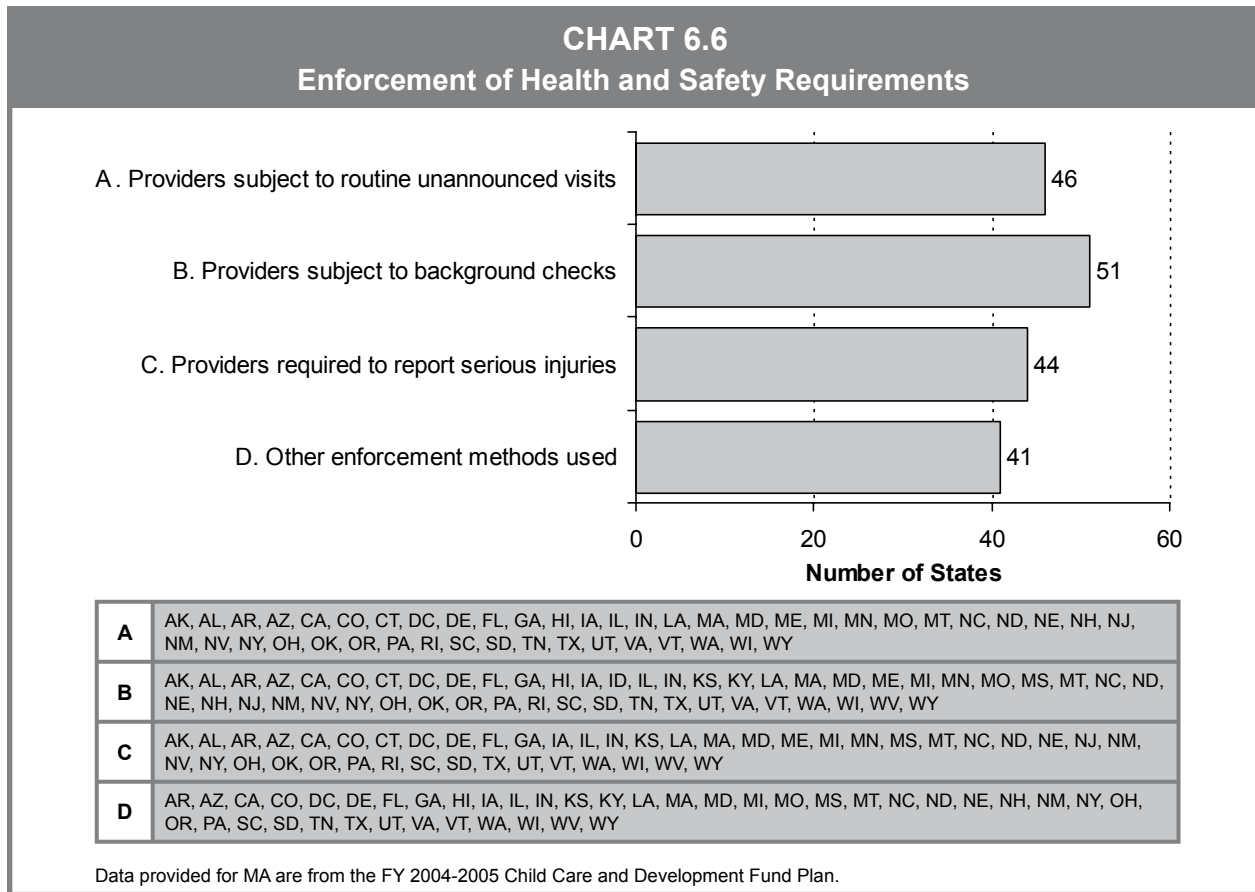 CHART 6.6
Enforcement of Health and Safety Requirements
A . Providers subject to routine unannounced visits
46
B. Providers subject to background checks
51
C. Providers required to report serious injuries
44
D. Other enforcement methods used
41
0 20 40 60
Number of States
A
AK, AL, AR, AZ, CA, CO, CT, DC, DE, FL, GA, HI, IA, IL, IN, LA, MA, MD, ME, MI, MN, MO, MT, NC, ND, NE, NH, NJ,
NM, NV, NY, OH, OK, OR, PA, RI, SC, SD, TN, TX, UT, VA, VT, WA, WI, WY
B
AK, AL, AR, AZ, CA, CO, CT, DC, DE, FL, GA, HI, IA, ID, IL, IN, KS, KY, LA, MA, MD, ME, MI, MN, MO, MS, MT, NC, ND,
NE, NH, NJ, NM, NV, NY, OH, OK, OR, PA, RI, SC, SD, TN, TX, UT, VA, VT, WA, WI, WV, WY
C
AK, AL, AR, AZ, CA, CO, CT, DC, DE, FL, GA, IA, IL, IN, KS, LA, MA, MD, ME, MI, MN, MS, MT, NC, ND, NE, NJ, NM,
NV, NY, OH, OK, OR, PA, RI, SC, SD, TX, UT, VT, WA, WI, WV, WY
D
AR, AZ, CA, CO, DC, DE, FL, GA, HI, IA, IL, IN, KS, KY, LA, MA, MD, MI, MO, MS, MT, NC, ND, NE, NH, NM, NY, OH,
OR, PA, SC, SD, TN, TX, UT, VA, VT, WA, WI, WV, WY
Data provided for MA are from the FY 2004-2005 Child Care and Development Fund Plan.